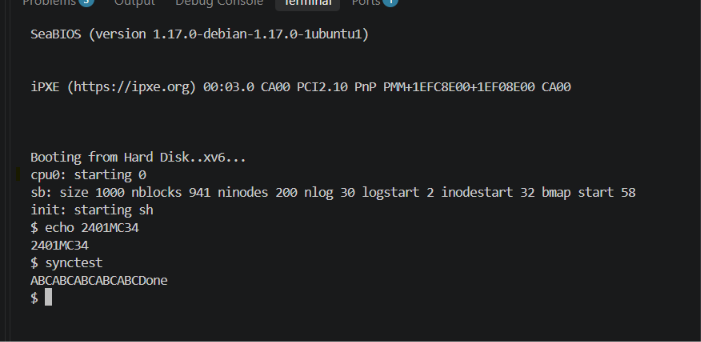 Problems 3 Output Debug Console Terminal Ports 1
SeaBIOS (version 1.17.0-debian-1.17.0-1ubuntu1)
iPXE (https://ipxe.org) 00:03.0 CA00 PCI2.10 PnP PMM+1EFC8E00+1EF08E00 CA00
Booting from Hard Disk..xv6...
cpu0: starting 0
sb: size 1000 nblocks 941 ninodes 200 nlog 30 logstart 2 inodestart 32 bmap start 58
init: starting sh
$ echo 2401MC34
2401MC34
$ synctest
ABCABCABCABCABCDone
$